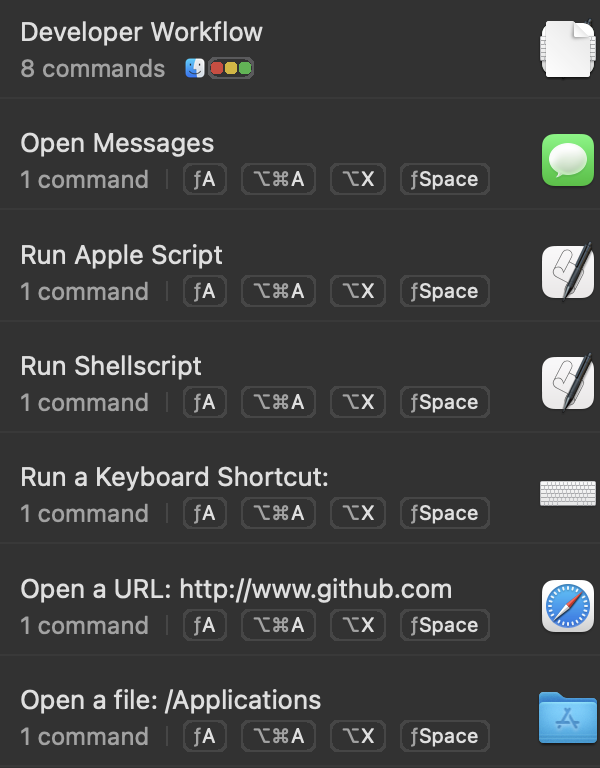 Developer Workflow
8 commands
Open Messages
1 command ƒA ⌥⌘A ⌥X ƒSpace
Run Apple Script
1 command ƒA ⌥⌘A ⌥X ƒSpace
Run Shellscript
1 command ƒA ⌥⌘A ⌥X ƒSpace
Run a Keyboard Shortcut:
1 command ƒA ⌥⌘A ⌥X ƒSpace
Open a URL: http://www.github.com
1 command ƒA ⌥⌘A ⌥X ƒSpace
Open a file: /Applications
1 command ƒA ⌥⌘A ⌥X ƒSpace